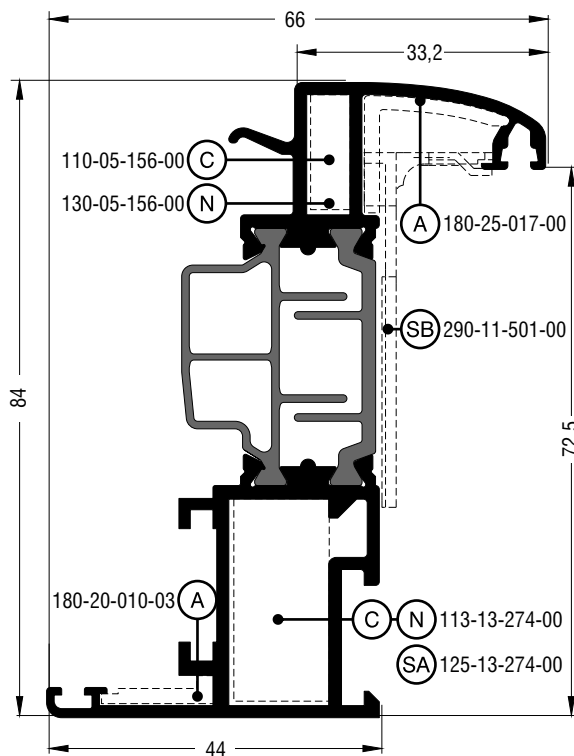 66
33,2
110-05-156-00 C
130-05-156-00 N
A 180-25-017-00
SB 290-11-501-00
84
72,5
180-20-010-03 A
C N 113-13-274-00
SA 125-13-274-00
44